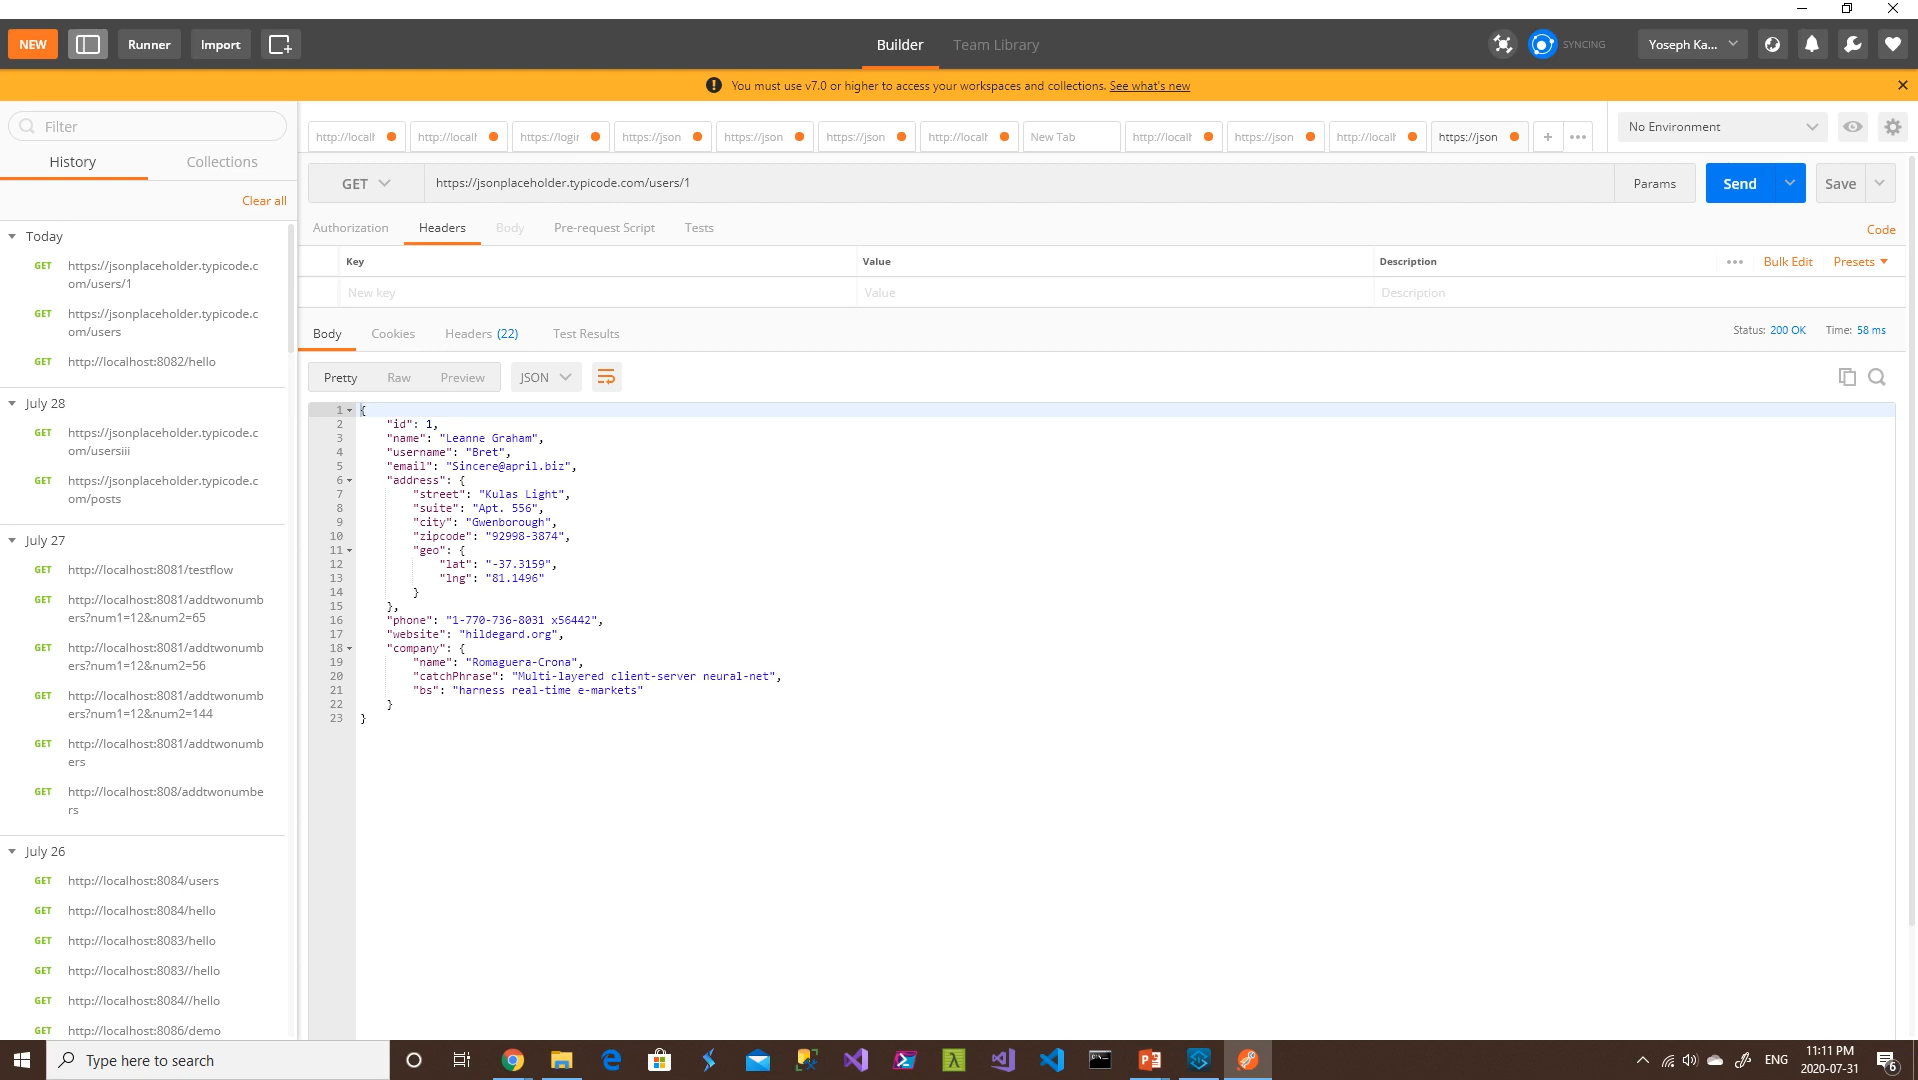 NEW
Runner
Import
Builder
Team Library
SYNCING
Yoseph Ka...
You must use v7.0 or higher to access your workspaces and collections. See what's new
Filter
History
Collections
Clear all
Today
GET https://jsonplaceholder.typicode.c
om/users/1
GET https://jsonplaceholder.typicode.c
om/users
GET http://localhost:8082/hello
July 28
GET https://jsonplaceholder.typicode.c
om/usersiii
GET https://jsonplaceholder.typicode.c
om/posts
July 27
GET http://localhost:8081/testflow
GET http://localhost:8081/addtwonumb
ers?num1=12&num2=65
GET http://localhost:8081/addtwonumb
ers?num1=12&num2=56
GET http://localhost:8081/addtwonumb
ers?num1=12&num2=144
GET http://localhost:8081/addtwonumb
ers
GET http://localhost:808/addtwonumbe
rs
July 26
GET http://localhost:8084/users
GET http://localhost:8084/hello
GET http://localhost:8083/hello
GET http://localhost:8083//hello
GET http://localhost:8084//hello
GET http://localhost:8086/demo
http://localh
http://localh
https://login
https://json
https://json
https://json
http://localh
New Tab
http://localh
https://json
http://localh
https://json
+
•••
No Environment
GET
https://jsonplaceholder.typicode.com/users/1
Params
Send
Save
Authorization
Headers
Body
Pre-request Script
Tests
Code
Key
Value
Description
•••
Bulk Edit
Presets
New key
Value
Description
Body
Cookies
Headers (22)
Test Results
Status: 200 OK
Time: 58 ms
Pretty
Raw
Preview
JSON
1 {
2 "id": 1,
3 "name": "Leanne Graham",
4 "username": "Bret",
5 "email": "Sincere@april.biz",
6 "address": {
7 "street": "Kulas Light",
8 "suite": "Apt. 556",
9 "city": "Gwenborough",
10 "zipcode": "92998-3874",
11 "geo": {
12 "lat": "-37.3159",
13 "lng": "81.1496"
14 }
15 },
16 "phone": "1-770-736-8031 x56442",
17 "website": "hildegard.org",
18 "company": {
19 "name": "Romaguera-Crona",
20 "catchPhrase": "Multi-layered client-server neural-net",
21 "bs": "harness real-time e-markets"
22 }
23 }
Type here to search
ENG
11:11 PM
2020-07-31
6